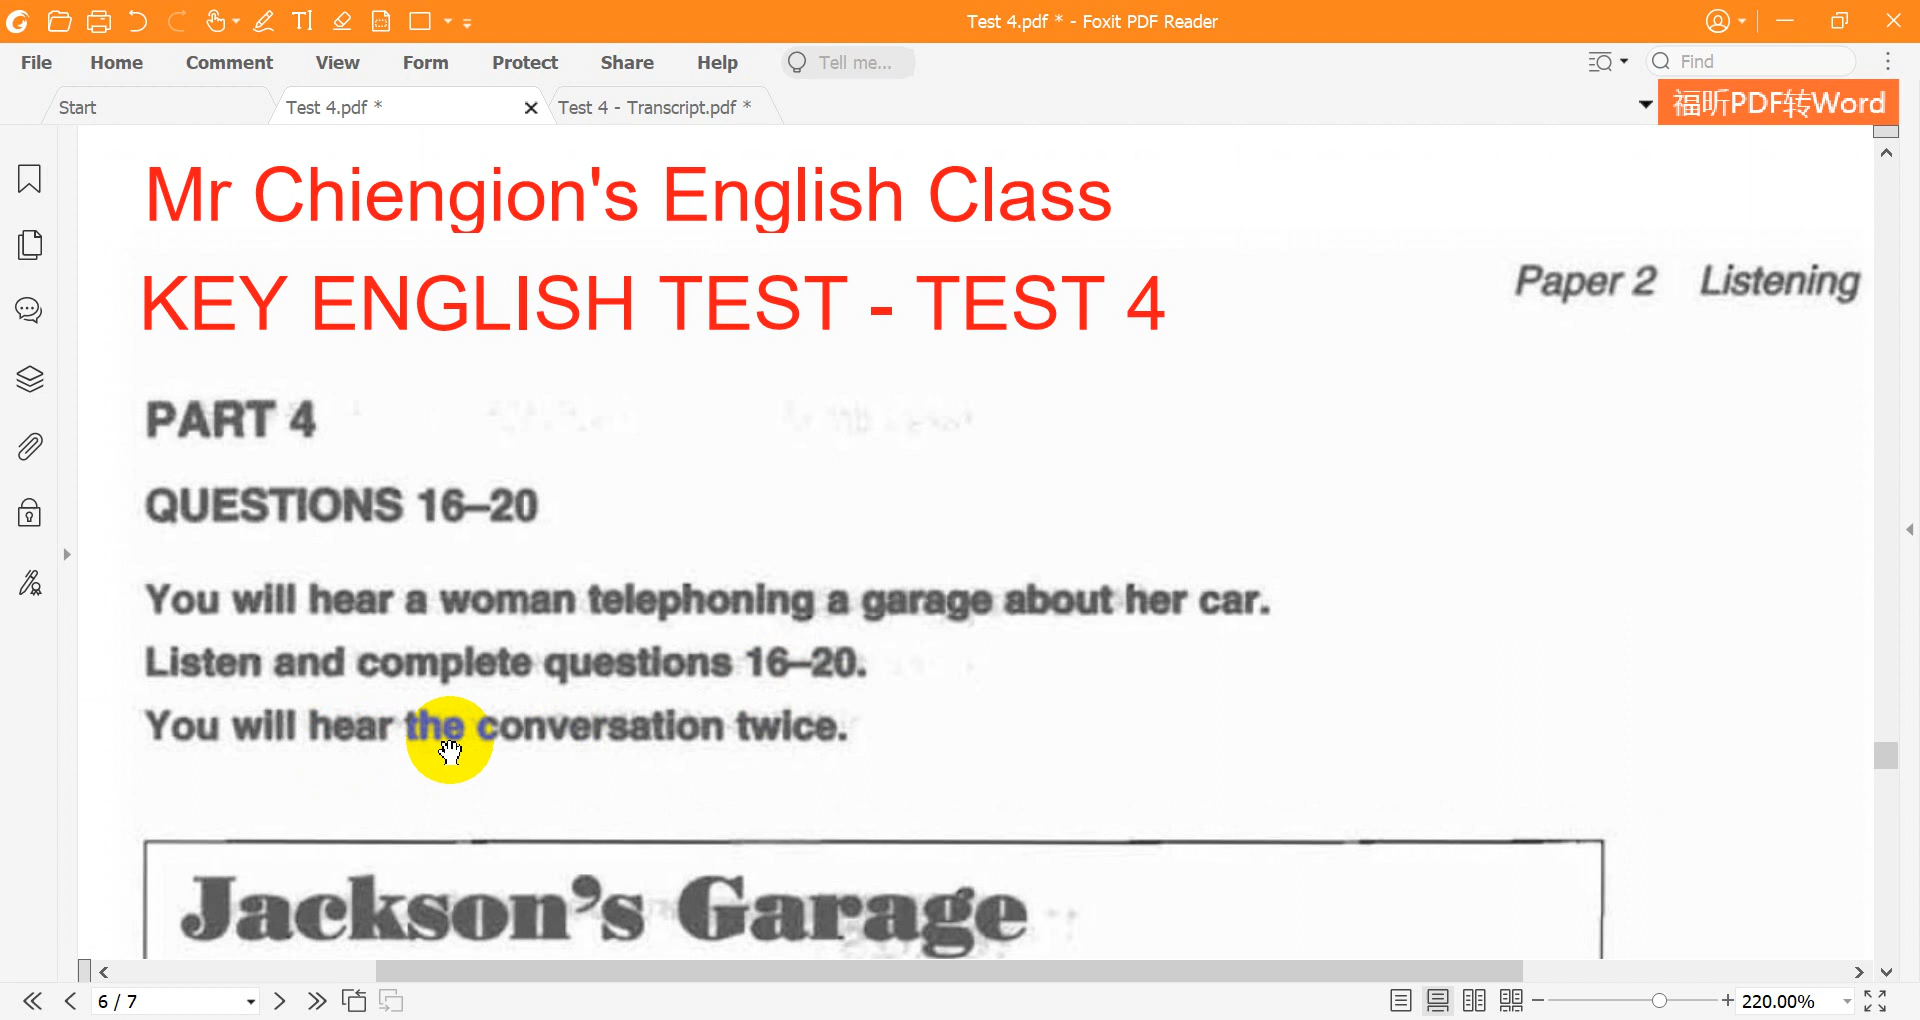 Test 4.pdf * - Foxit PDF Reader
File Home Comment View Form Protect Share Help Tell me... Find
Start Test 4.pdf * Test 4 - Transcript.pdf * 福昕PDF转Word
Mr Chiengion's English Class
KEY ENGLISH TEST - TEST 4
Paper 2 Listening
PART 4
QUESTIONS 16–20
You will hear a woman telephoning a garage about her car.
Listen and complete questions 16–20.
You will hear the conversation twice.
Jackson's Garage
6 / 7 220.00%